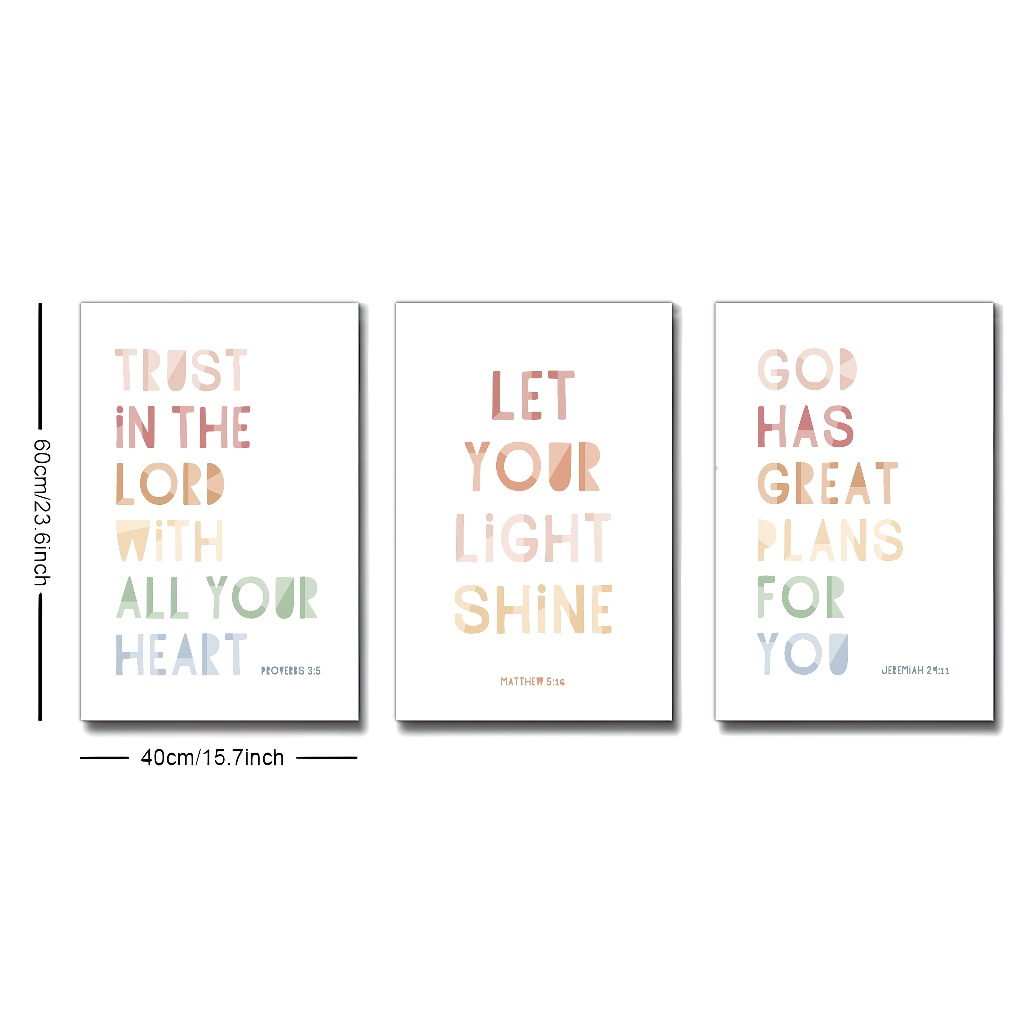 60cm/23.6inch
TRUST
iN THE
LORD
WiTH
ALL YOUR
HEART
PROVERBS 3:5
LET
YOUR
LiGHT
SHiNE
MATTHEW 5:16
GOD
HAS
GREAT
PLANS
FOR
YOU
JEREMiAH 29:11
40cm/15.7inch